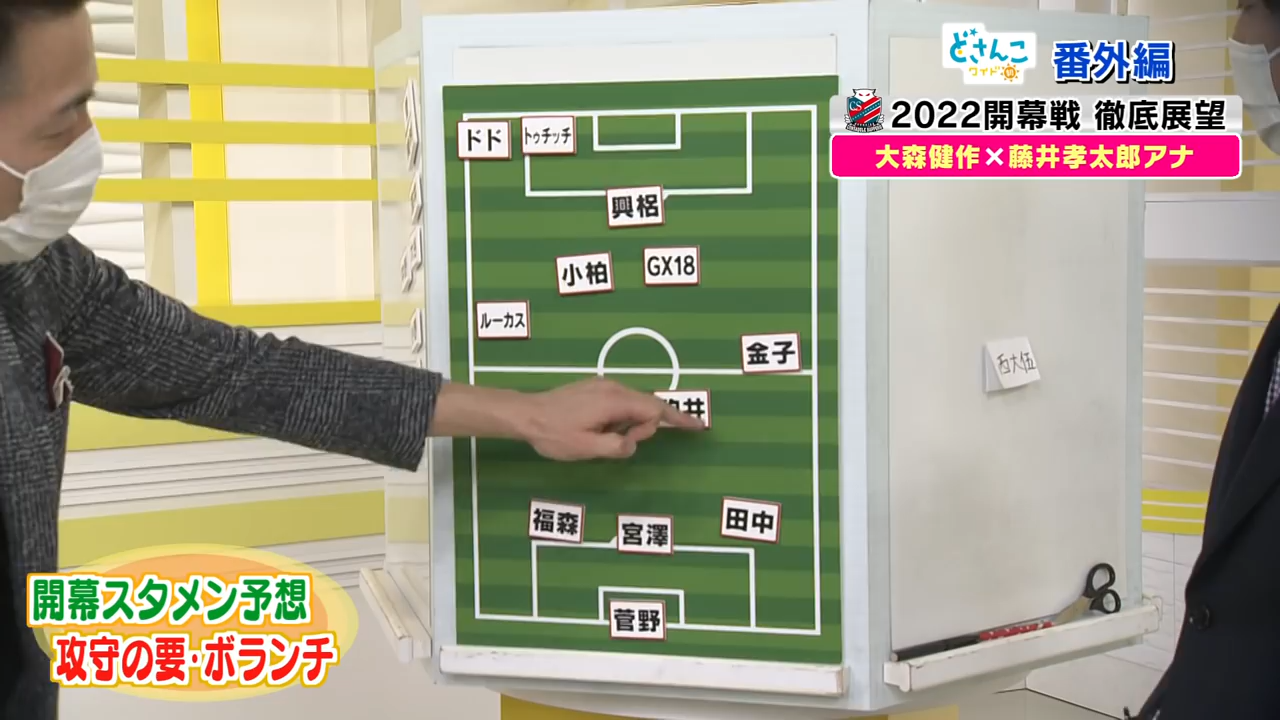 どさんこ
ワイド
番外編
2022開幕戦 徹底展望
大森健作×藤井孝太郎アナ
ドド
トゥチッチ
興梠
小柏
GX18
ルーカス
金子
井
西大伍
福森
宮澤
田中
菅野
開幕スタメン予想
攻守の要・ボランチ